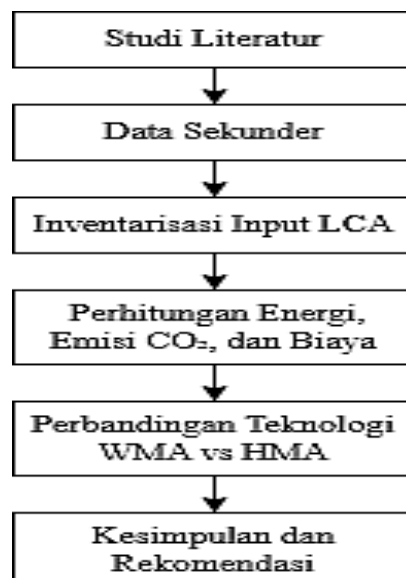 Studi Literatur
Data Sekunder
Inventarisasi Input LCA
Perhitungan Energi,
Emisi CO₂, dan Biaya
Perbandingan Teknologi
WMA vs HMA
Kesimpulan dan
Rekomendasi